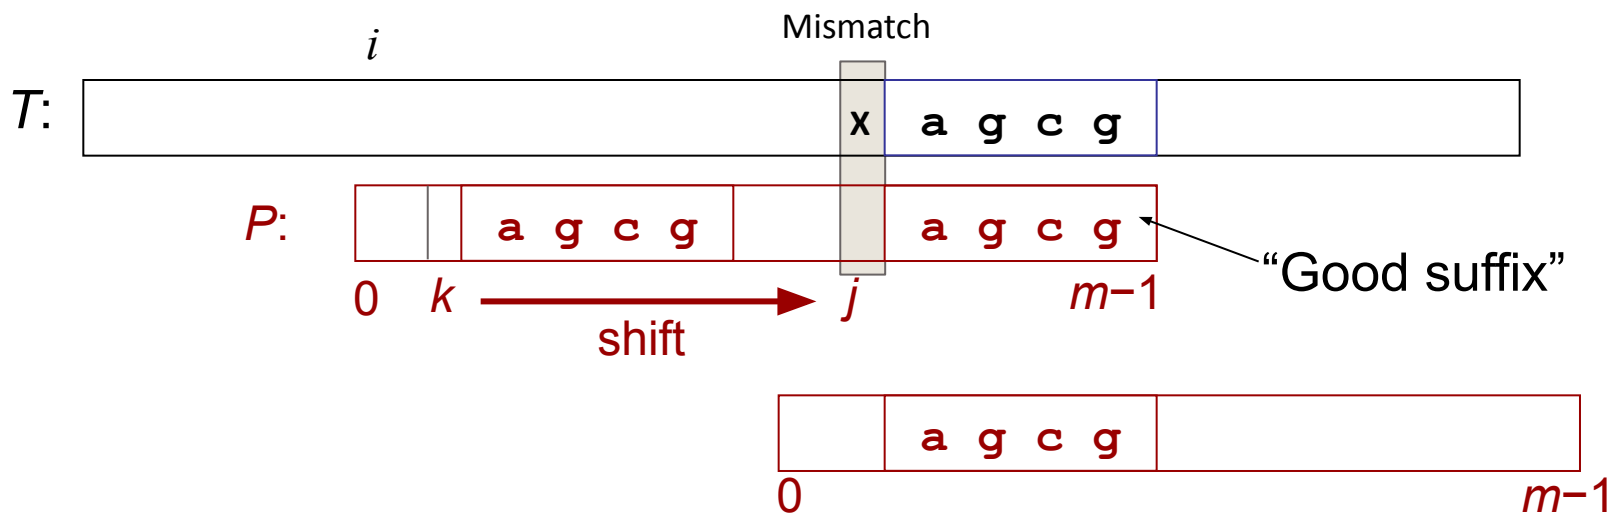 Mismatch
i
T: x a g c g
P: a g c g a g c g
“Good suffix”
0 k j m−1
shift
a g c g
0 m−1